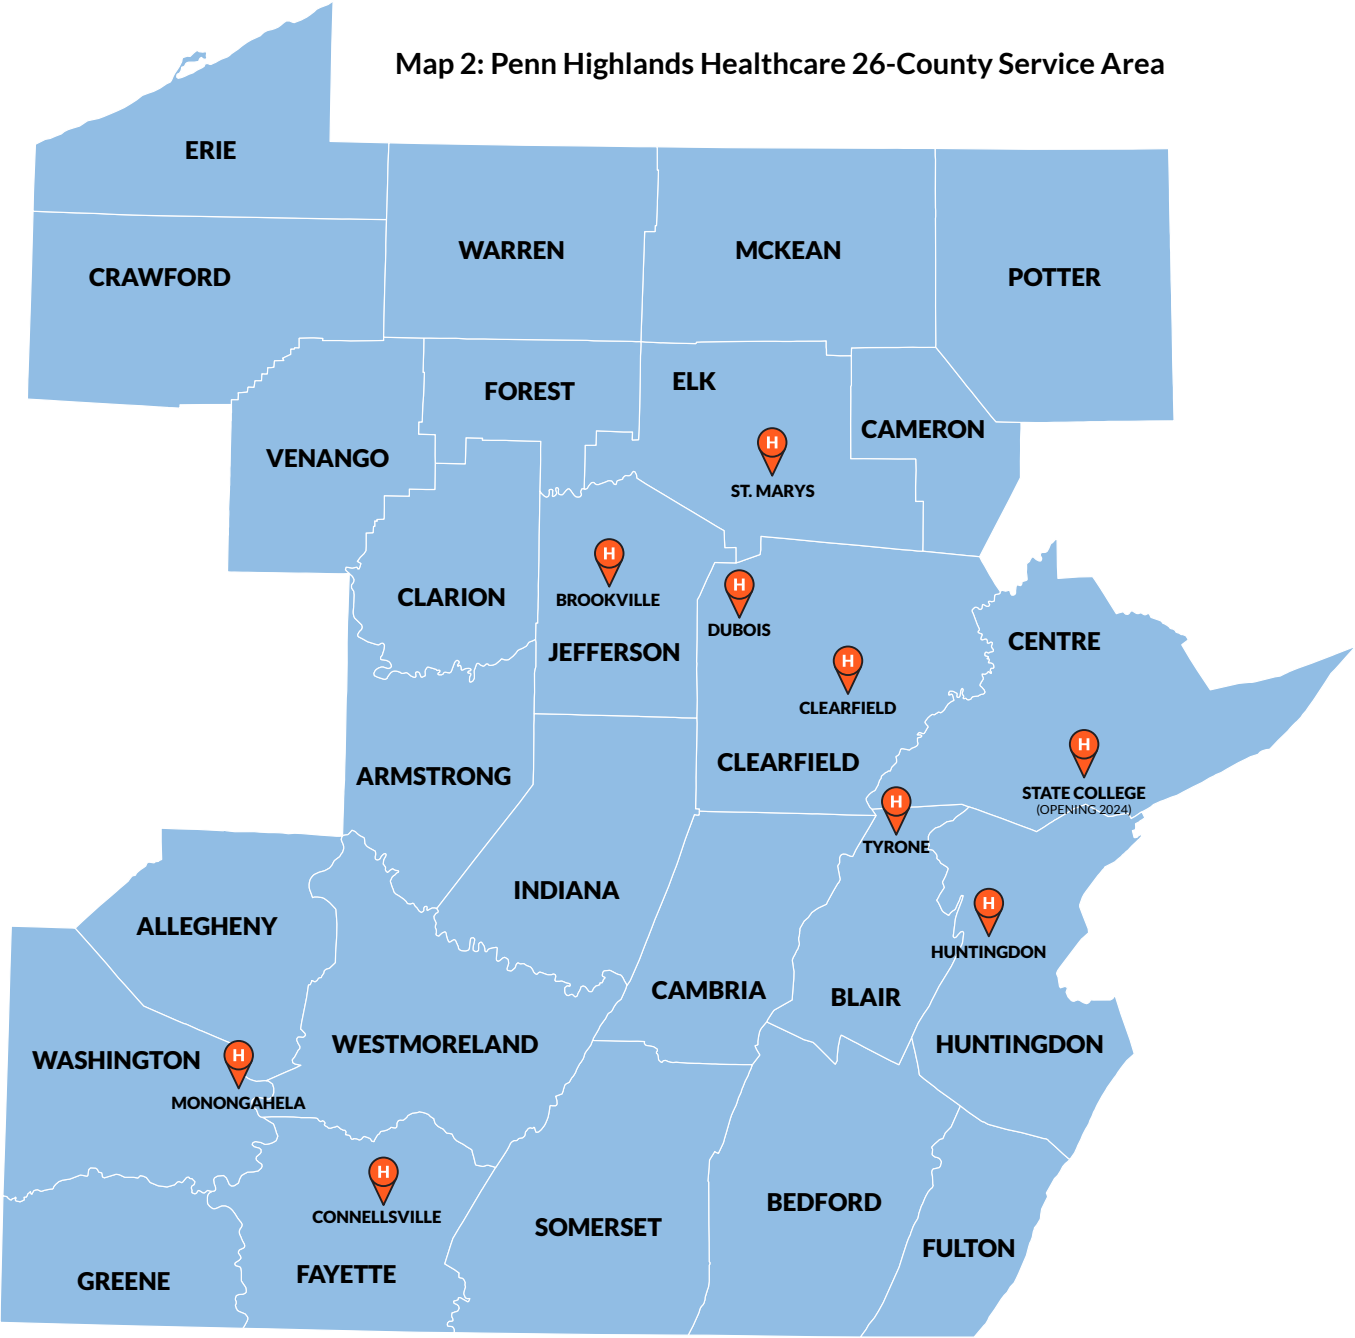 Map 2: Penn Highlands Healthcare 26-County Service Area
ERIE
WARREN
MCKEAN
CRAWFORD
POTTER
ELK
FOREST
CAMERON
H
VENANGO
ST. MARYS
H
H
CLARION
BROOKVILLE
DUBOIS
CENTRE
JEFFERSON
H
CLEARFIELD
H
CLEARFIELD
ARMSTRONG
STATE COLLEGE
(OPENING 2024)
H
TYRONE
INDIANA
H
ALLEGHENY
HUNTINGDON
CAMBRIA
BLAIR
WESTMORELAND
HUNTINGDON
H
WASHINGTON
MONONGAHELA
H
BEDFORD
CONNELLSVILLE
SOMERSET
FULTON
FAYETTE
GREENE